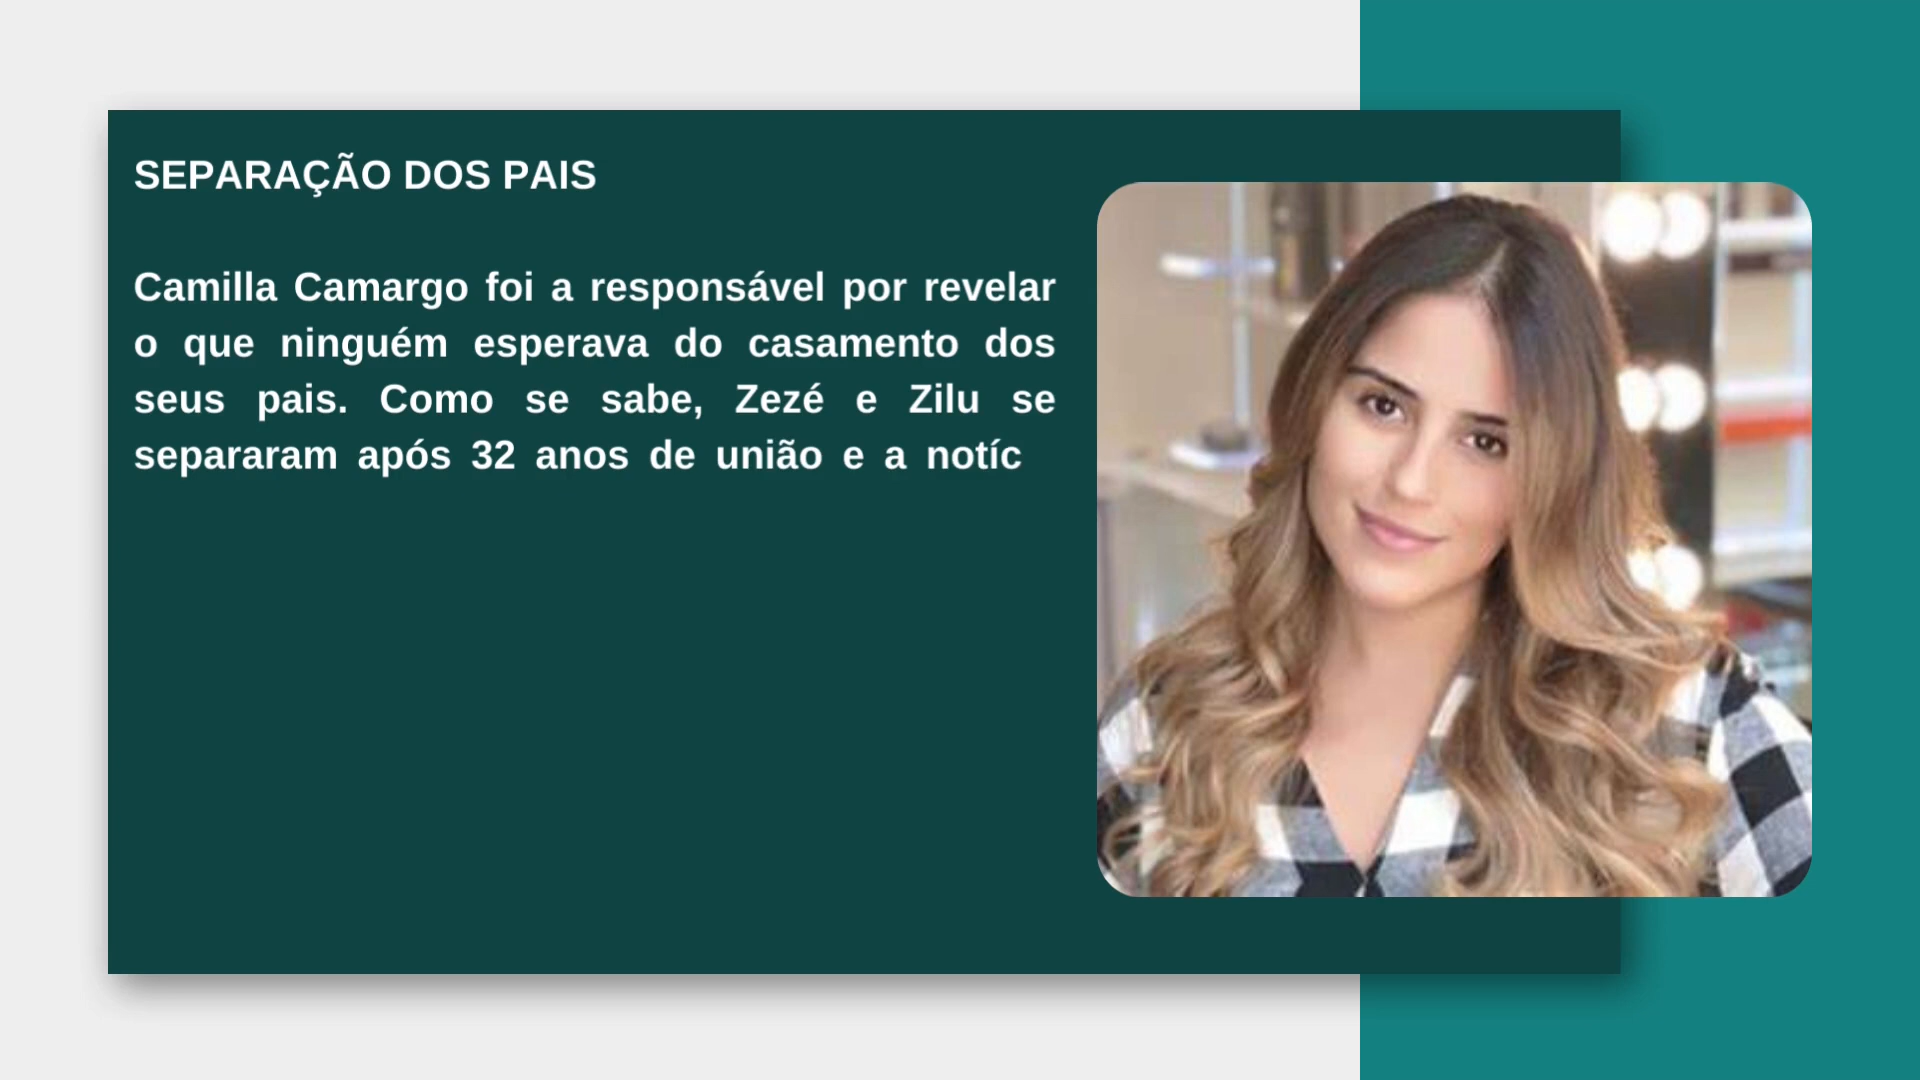 SEPARAÇÃO DOS PAIS
Camilla Camargo foi a responsável por revelar
o que ninguém esperava do casamento dos
seus pais. Como se sabe, Zezé e Zilu se
separaram após 32 anos de união e a notíc